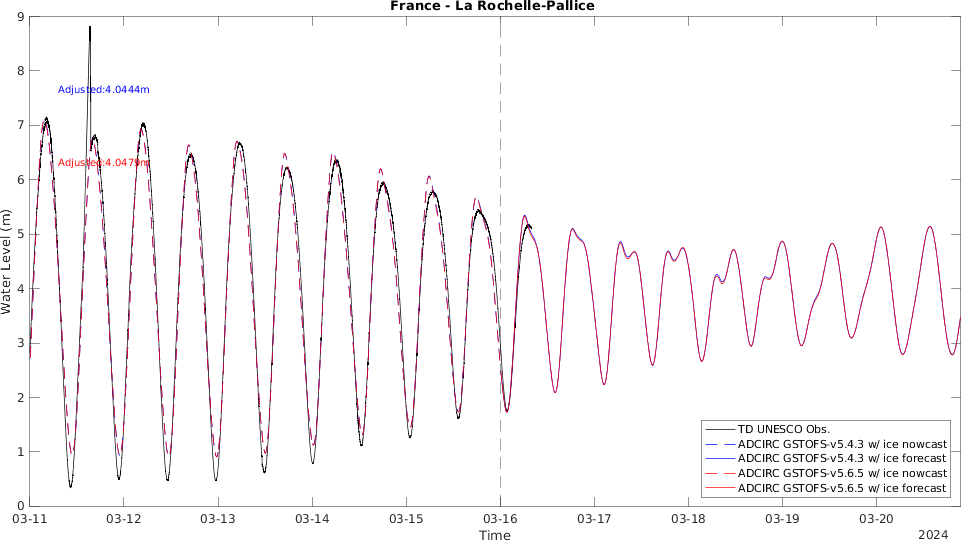 France - La Rochelle-Pallice
9
8
7
6
5
4
3
2
1
0
Water Level (m)
Adjusted:4.0444m
Adjusted:4.0479m
TD UNESCO Obs.
ADCIRC GSTOFS-v5.4.3 w/ ice nowcast
ADCIRC GSTOFS-v5.4.3 w/ ice forecast
ADCIRC GSTOFS-v5.6.5 w/ ice nowcast
ADCIRC GSTOFS-v5.6.5 w/ ice forecast
03-11 03-12 03-13 03-14 03-15 03-16 03-17 03-18 03-19 03-20
Time
2024